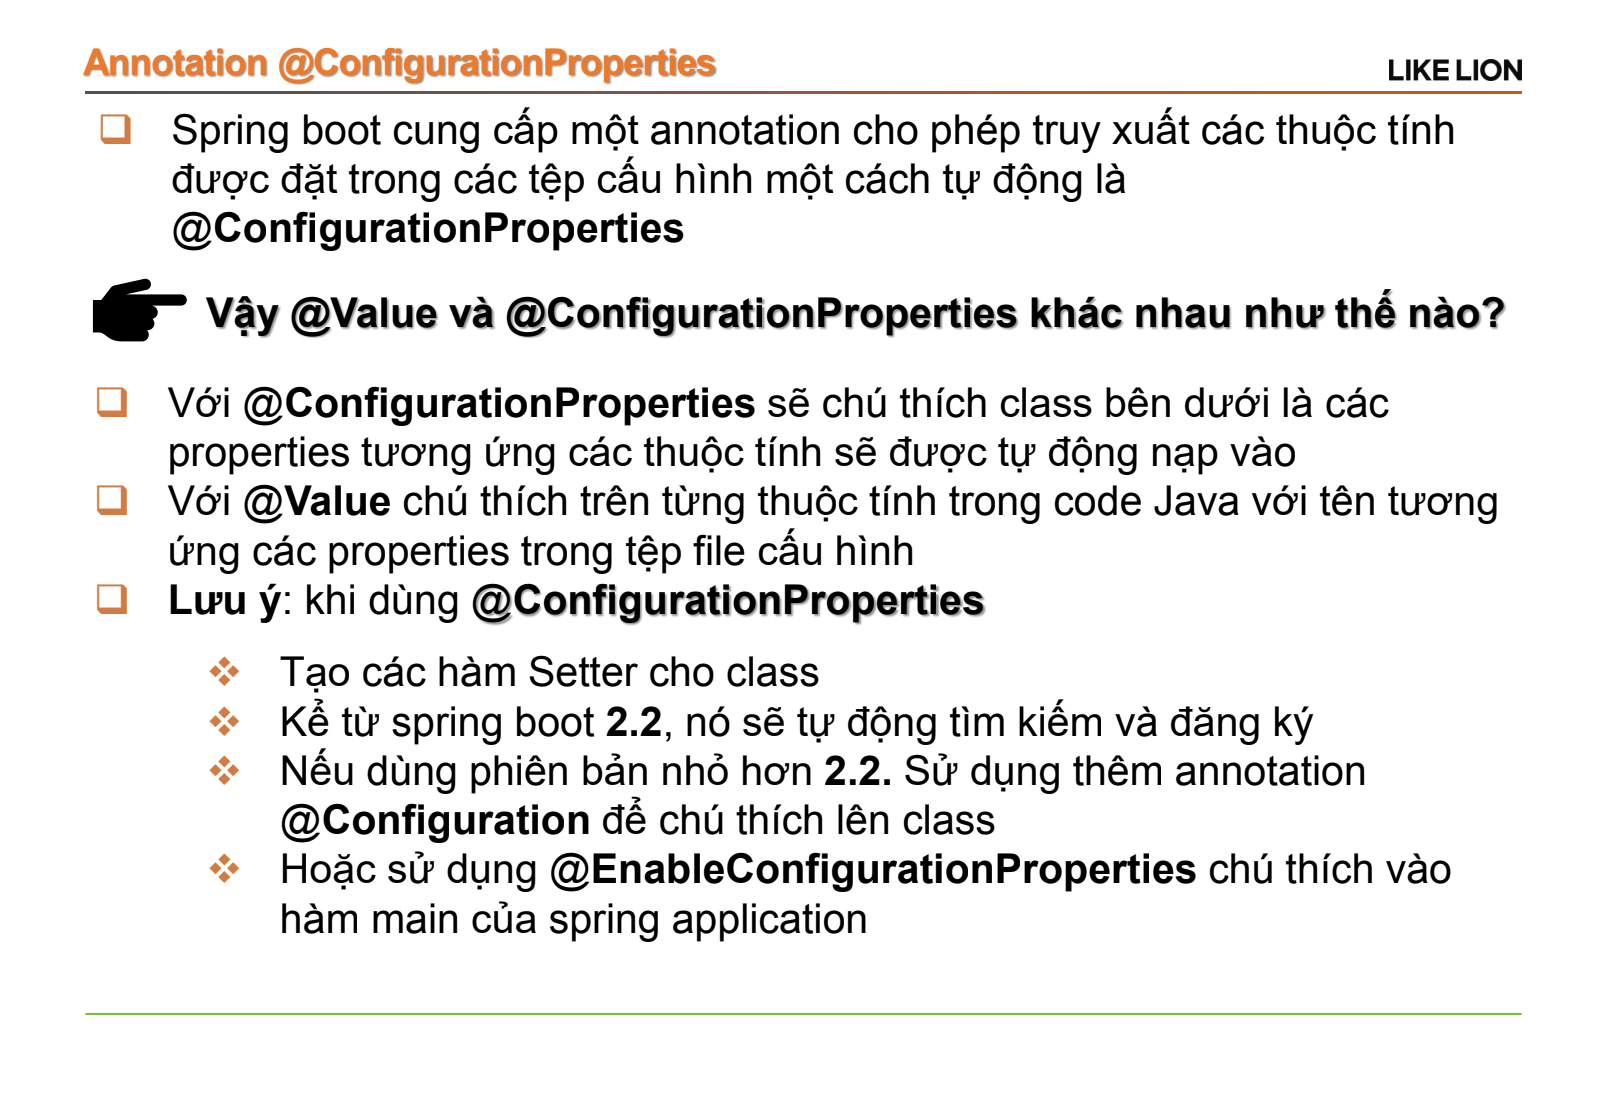 Annotation @ConfigurationProperties
LIKE LION
Spring boot cung cấp một annotation cho phép truy xuất các thuộc tính
được đặt trong các tệp cấu hình một cách tự động là
@ConfigurationProperties
Vậy @Value và @ConfigurationProperties khác nhau như thế nào?
Với @ConfigurationProperties sẽ chú thích class bên dưới là các
properties tương ứng các thuộc tính sẽ được tự động nạp vào
Với @Value chú thích trên từng thuộc tính trong code Java với tên tương
ứng các properties trong tệp file cấu hình
Lưu ý: khi dùng @ConfigurationProperties
Tạo các hàm Setter cho class
Kể từ spring boot 2.2, nó sẽ tự động tìm kiếm và đăng ký
Nếu dùng phiên bản nhỏ hơn 2.2. Sử dụng thêm annotation
@Configuration để chú thích lên class
Hoặc sử dụng @EnableConfigurationProperties chú thích vào
hàm main của spring application